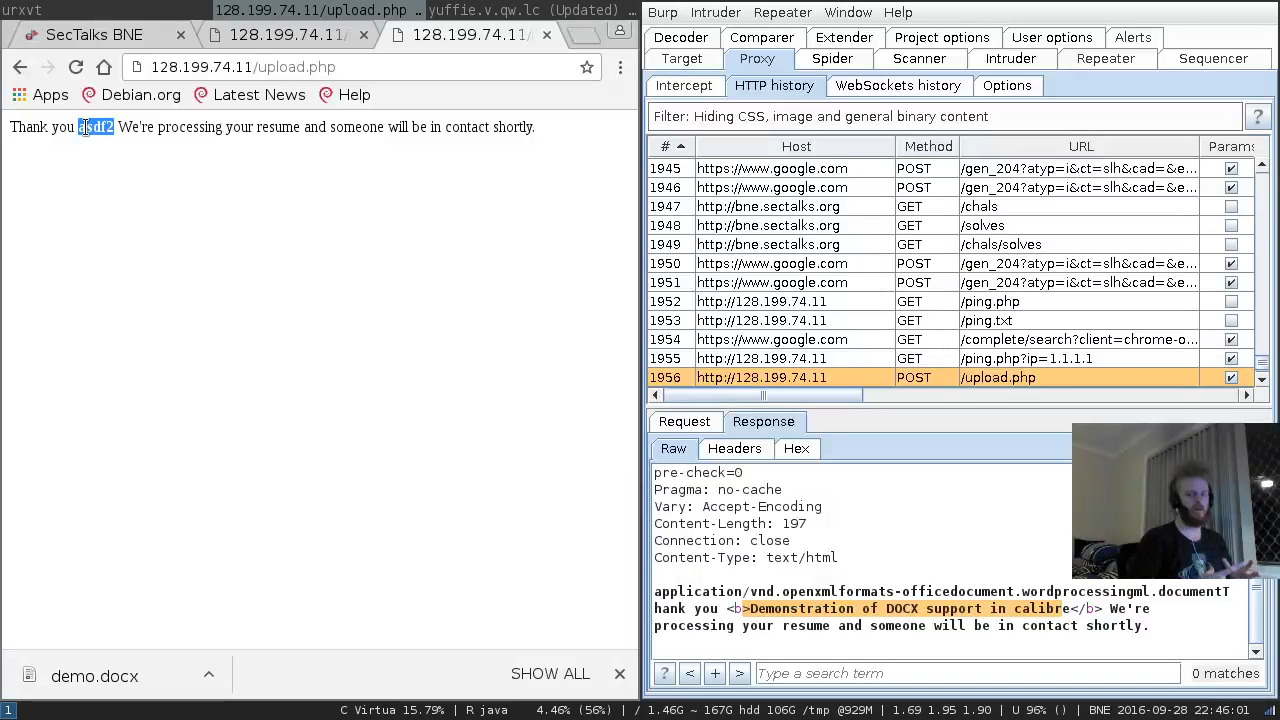 urxvt
128.199.74.11/upload.php ..
yuffie.v.qw.lc (Updated) ...
SecTalks BNE
128.199.74.11/
128.199.74.11/
128.199.74.11/upload.php
Apps
Debian.org
Latest News
Help
Thank you asdf2 We're processing your resume and someone will be in contact shortly.
demo.docx
SHOW ALL
Burp Intruder Repeater Window Help
Decoder Comparer Extender Project options User options Alerts
Target Proxy Spider Scanner Intruder Repeater Sequencer
Intercept HTTP history WebSockets history Options
Filter: Hiding CSS, image and general binary content
?
# Host Method URL Params
1945 https://www.google.com POST /gen_204?atyp=i&ct=slh&cad=&e...
1946 https://www.google.com POST /gen_204?atyp=i&ct=slh&cad=&e...
1947 http://bne.sectalks.org GET /chals
1948 http://bne.sectalks.org GET /solves
1949 http://bne.sectalks.org GET /chals/solves
1950 https://www.google.com POST /gen_204?atyp=i&ct=slh&cad=&e...
1951 https://www.google.com POST /gen_204?atyp=i&ct=slh&cad=&e...
1952 http://128.199.74.11 GET /ping.php
1953 http://128.199.74.11 GET /ping.txt
1954 https://www.google.com GET /complete/search?client=chrome-o...
1955 http://128.199.74.11 GET /ping.php?ip=1.1.1.1
1956 http://128.199.74.11 POST /upload.php
Request Response
Raw Headers Hex
pre-check=0
Pragma: no-cache
Vary: Accept-Encoding
Content-Length: 197
Connection: close
Content-Type: text/html
application/vnd.openxmlformats-officedocument.wordprocessingml.documentT
hank you <b>Demonstration of DOCX support in calibre</b> We're
processing your resume and someone will be in contact shortly.
? < + > Type a search term 0 matches
1 C Virtua 15.79% | R java 4.46% (56%) | / 1.46G ~ 167G hdd 106G /tmp @929M | 1.69 1.95 1.90 | U 96% () | BNE 2016-09-28 22:46:01